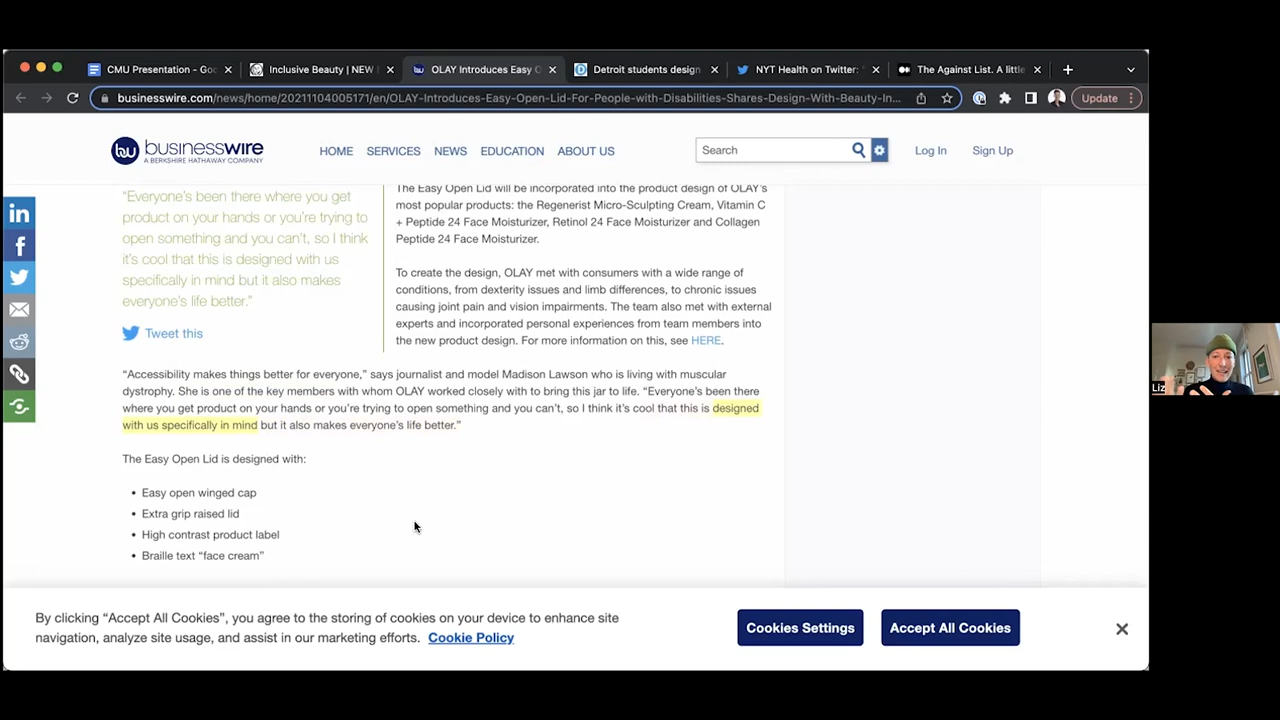 CMU Presentation - Goo
Inclusive Beauty | NEW
OLAY Introduces Easy O
Detroit students design
NYT Health on Twitter:
The Against List. A little
businesswire.com/news/home/20211104005171/en/OLAY-Introduces-Easy-Open-Lid-For-People-with-Disabilities-Shares-Design-With-Beauty-In...
Update
businesswire
A BERKSHIRE HATHAWAY COMPANY
HOME
SERVICES
NEWS
EDUCATION
ABOUT US
Search
Log In
Sign Up
“Everyone’s been there where you get
product on your hands or you’re trying to
open something and you can’t, so I think
it’s cool that this is designed with us
specifically in mind but it also makes
everyone’s life better.”
Tweet this
The Easy Open Lid will be incorporated into the product design of OLAY’s
most popular products: the Regenerist Micro-Sculpting Cream, Vitamin C
+ Peptide 24 Face Moisturizer, Retinol 24 Face Moisturizer and Collagen
Peptide 24 Face Moisturizer.
To create the design, OLAY met with consumers with a wide range of
conditions, from dexterity issues and limb differences, to chronic issues
causing joint pain and vision impairments. The team also met with external
experts and incorporated personal experiences from team members into
the new product design. For more information on this, see HERE.
“Accessibility makes things better for everyone,” says journalist and model Madison Lawson who is living with muscular
dystrophy. She is one of the key members with whom OLAY worked closely with to bring this jar to life. “Everyone’s been there
where you get product on your hands or you’re trying to open something and you can’t, so I think it’s cool that this is designed
with us specifically in mind but it also makes everyone’s life better.”
The Easy Open Lid is designed with:
• Easy open winged cap
• Extra grip raised lid
• High contrast product label
• Braille text “face cream”
By clicking “Accept All Cookies”, you agree to the storing of cookies on your device to enhance site
navigation, analyze site usage, and assist in our marketing efforts. Cookie Policy
Cookies Settings
Accept All Cookies
Liz